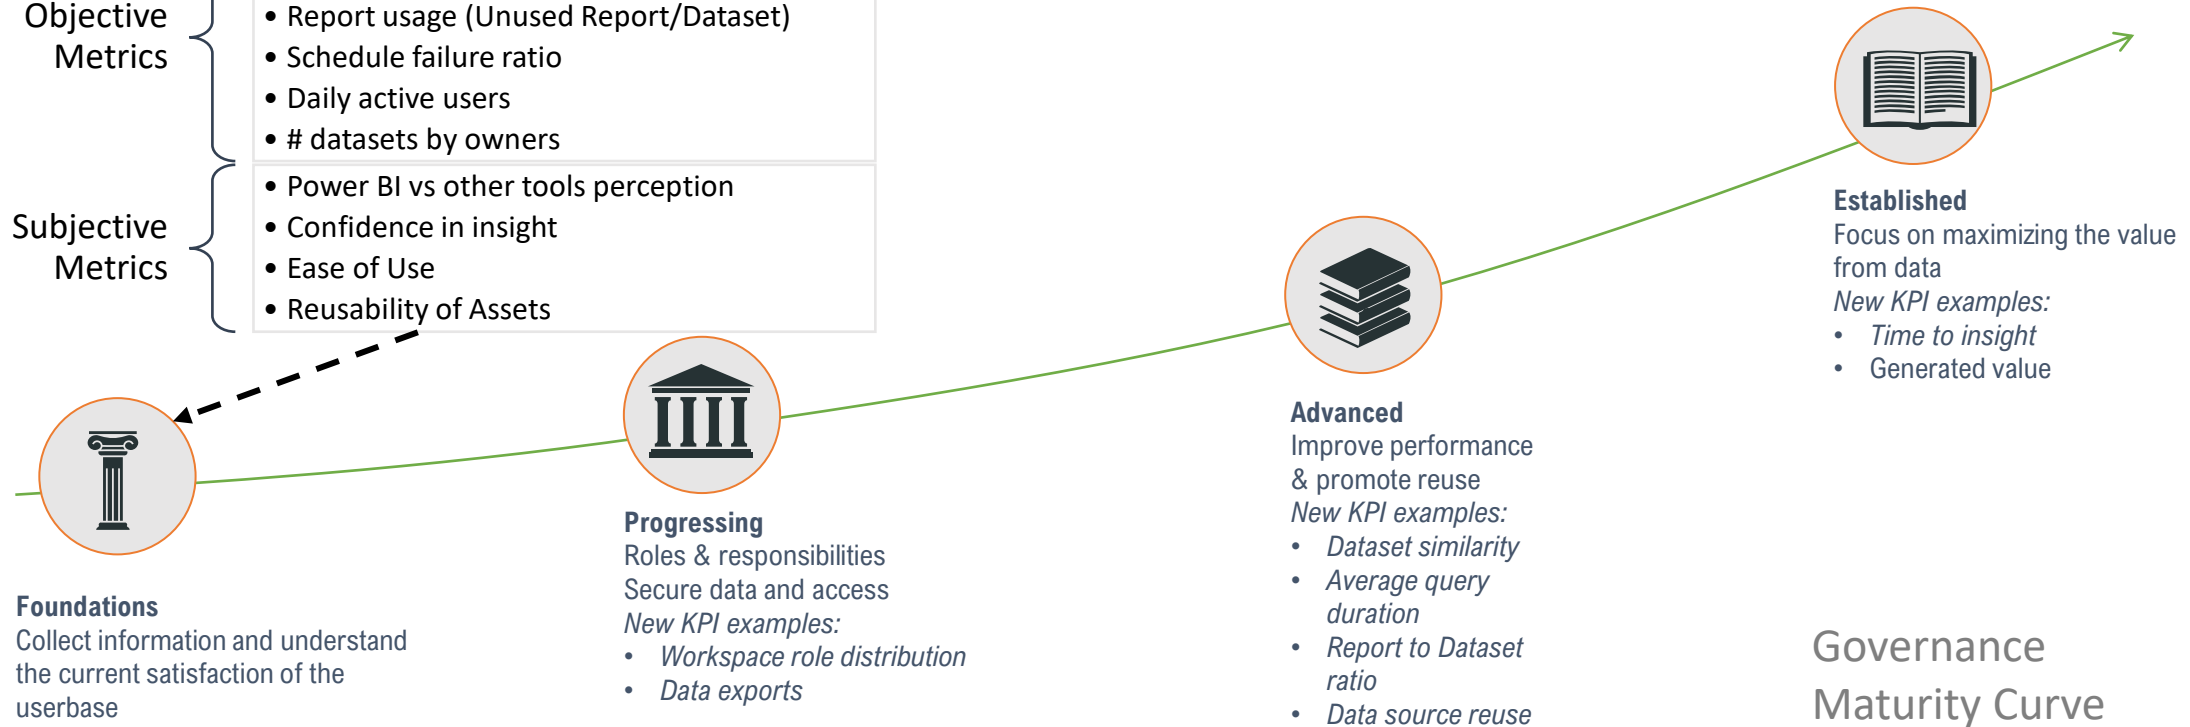 Objective
Metrics
• Report usage (Unused Report/Dataset)
• Schedule failure ratio
• Daily active users
• # datasets by owners
Subjective
Metrics
• Power BI vs other tools perception
• Confidence in insight
• Ease of Use
• Reusability of Assets
Foundations
Collect information and understand
the current satisfaction of the
userbase
Progressing
Roles & responsibilities
Secure data and access
New KPI examples:
• Workspace role distribution
• Data exports
Advanced
Improve performance
& promote reuse
New KPI examples:
• Dataset similarity
• Average query
duration
• Report to Dataset
ratio
• Data source reuse
Established
Focus on maximizing the value
from data
New KPI examples:
• Time to insight
• Generated value
Governance
Maturity Curve